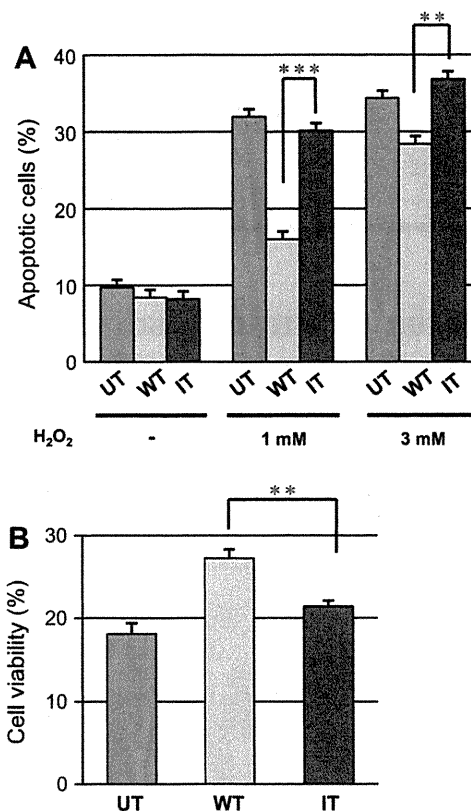 A
Apoptotic cells (%)
40
30
20
10
0
***
**
UT WT IT UT WT IT UT WT IT
H₂O₂ - 1 mM 3 mM
B
Cell viability (%)
30
20
10
0
**
UT WT IT